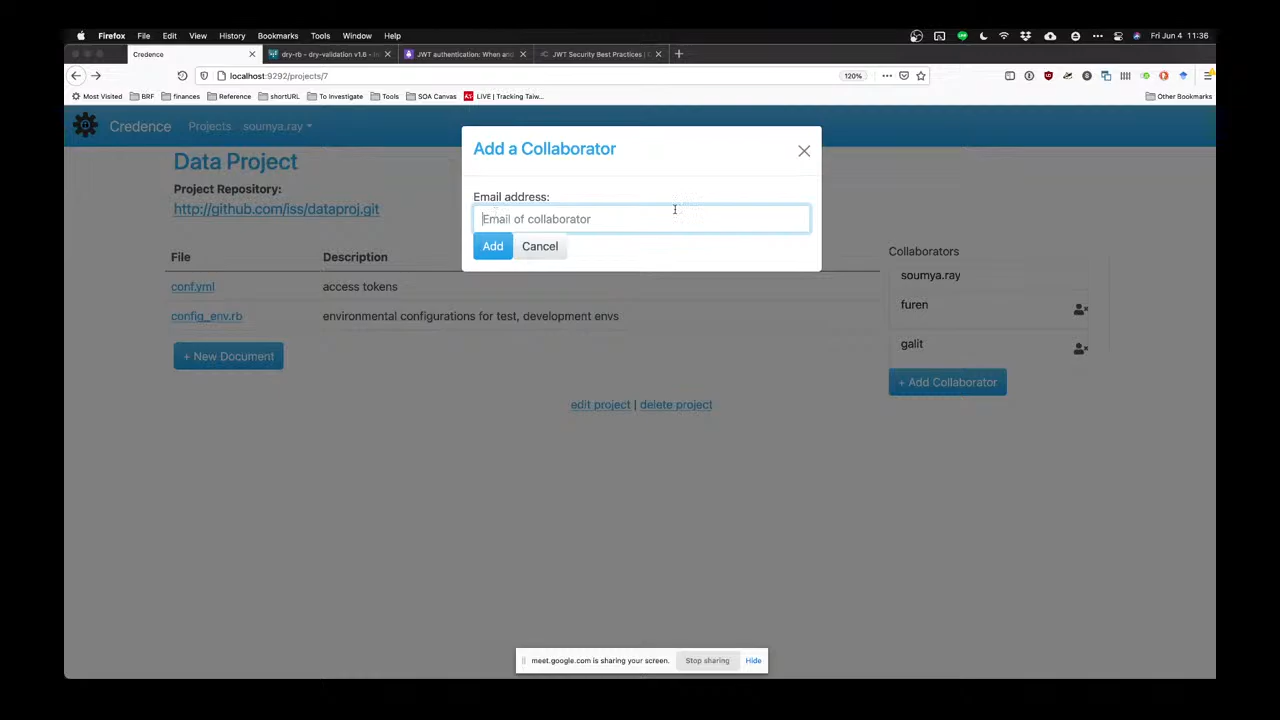 Firefox File Edit View History Bookmarks Tools Window Help Fri Jun 4 11:36
Credence dry-rb - dry-validation v1.6 - JWT authentication: When and JWT Security Best Practices |
localhost:9292/projects/7 120%
Most Visited BRF finances Reference shortURL To Investigate Tools SOA Canvas LIVE | Tracking Taiw... Other Bookmarks
Credence Projects soumya.ray
Add a Collaborator
Email address:
Email of collaborator
Add Cancel
Data Project
Project Repository:
http://github.com/iss/dataproj.git
File Description
conf.yml access tokens
config_env.rb environmental configurations for test, development envs
+ New Document
Collaborators
soumya.ray
furen
galit
+ Add Collaborator
edit project | delete project
meet.google.com is sharing your screen. Stop sharing Hide